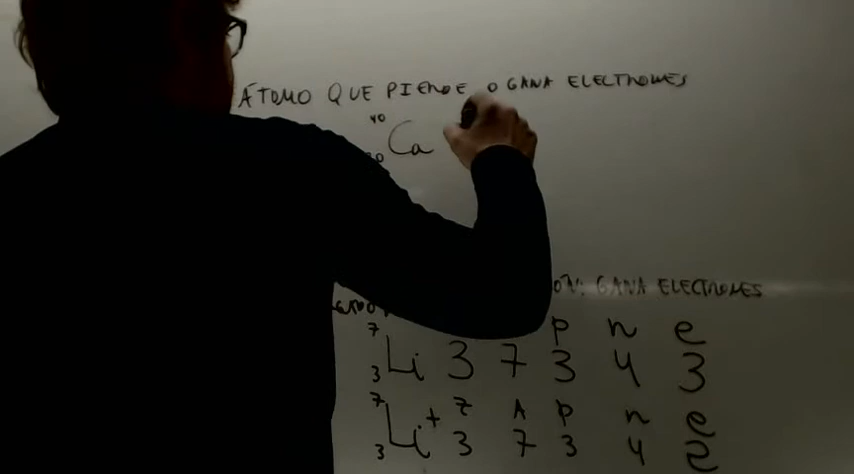 ÁTOMO QUE PIERDE O GANA ELECTRONES
40
Ca
GANA ELECTRONES
7 p n e
3 Li 3 7 3 4 3
7 + Z A p n e
3 Li 3 7 3 4 2